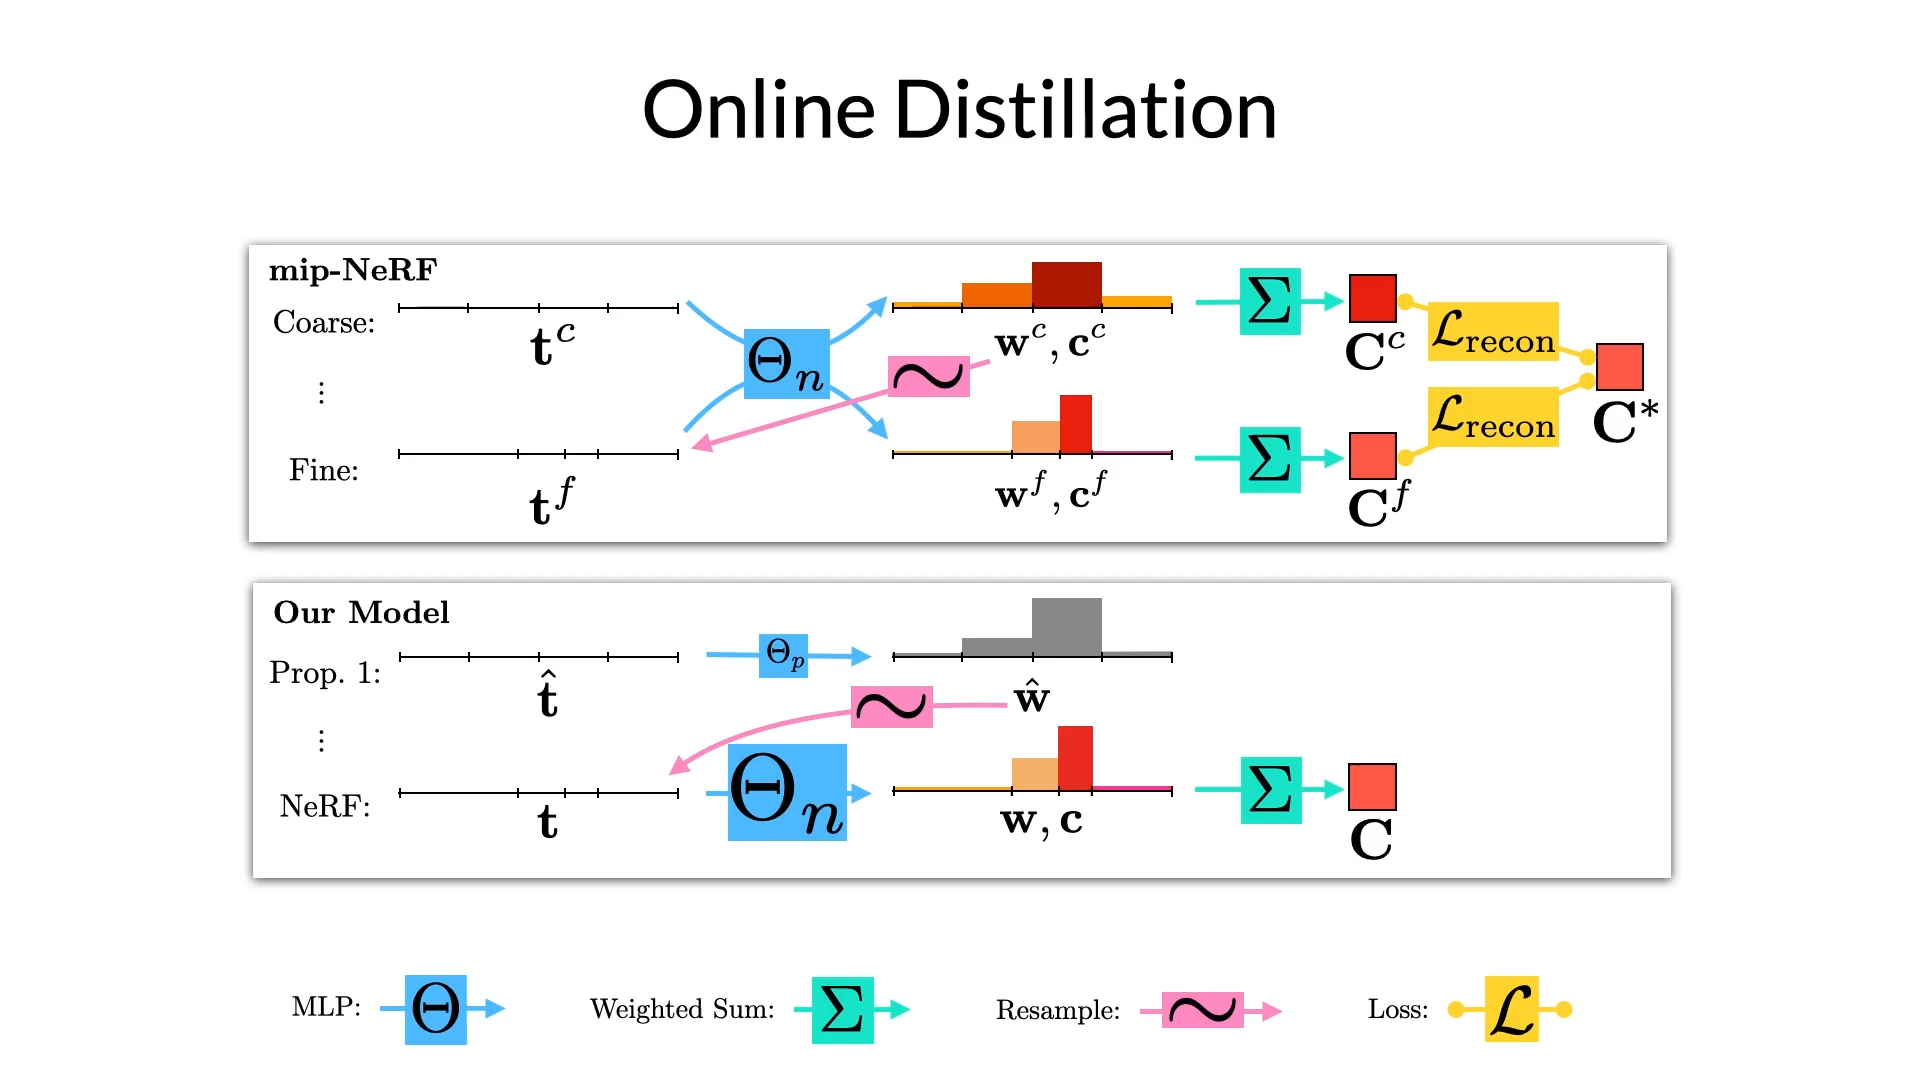 Online Distillation
mip-NeRF
Coarse:
t^c
Θ_n
w^c, c^c
Σ
C^c
ℒ_recon
∼
⋮
C*
Fine:
t^f
w^f, c^f
Σ
C^f
ℒ_recon
Our Model
Prop. 1:
t̂
Θ_p
ŵ
∼
⋮
NeRF:
t
Θ_n
w, c
Σ
C
MLP: Θ
Weighted Sum: Σ
Resample: ∼
Loss: ℒ